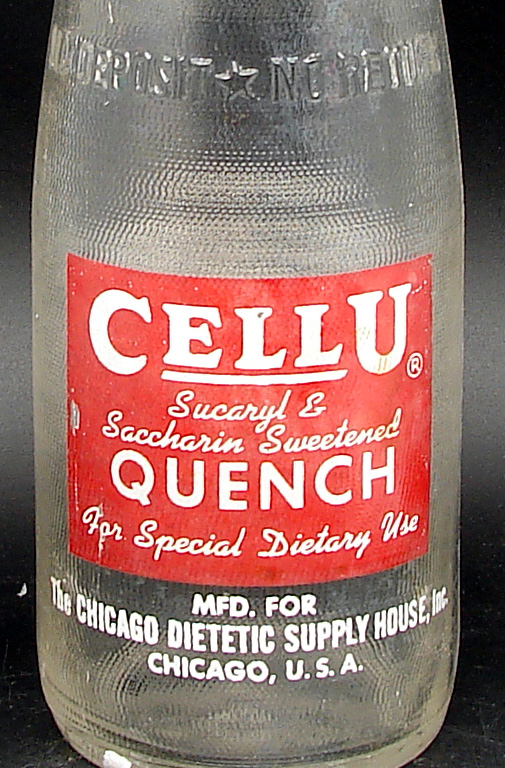 NO DEPOSIT ☆ NO RETURN
CELLU®
Sucaryl &
Saccharin Sweetened
QUENCH
For Special Dietary Use
MFD. FOR
The CHICAGO DIETETIC SUPPLY HOUSE, Inc.
CHICAGO, U.S.A.